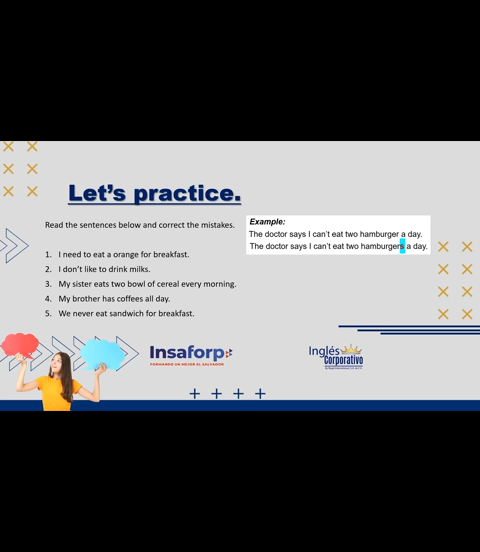 Let's practice.
Read the sentences below and correct the mistakes.
Example:
The doctor says I can't eat two hamburger a day.
The doctor says I can't eat two hamburgers a day.
1. I need to eat a orange for breakfast.
2. I don't like to drink milks.
3. My sister eats two bowl of cereal every morning.
4. My brother has coffees all day.
5. We never eat sandwich for breakfast.
Insaforp
FORMANDO UN MEJOR EL SALVADOR
Inglés
Corporativo